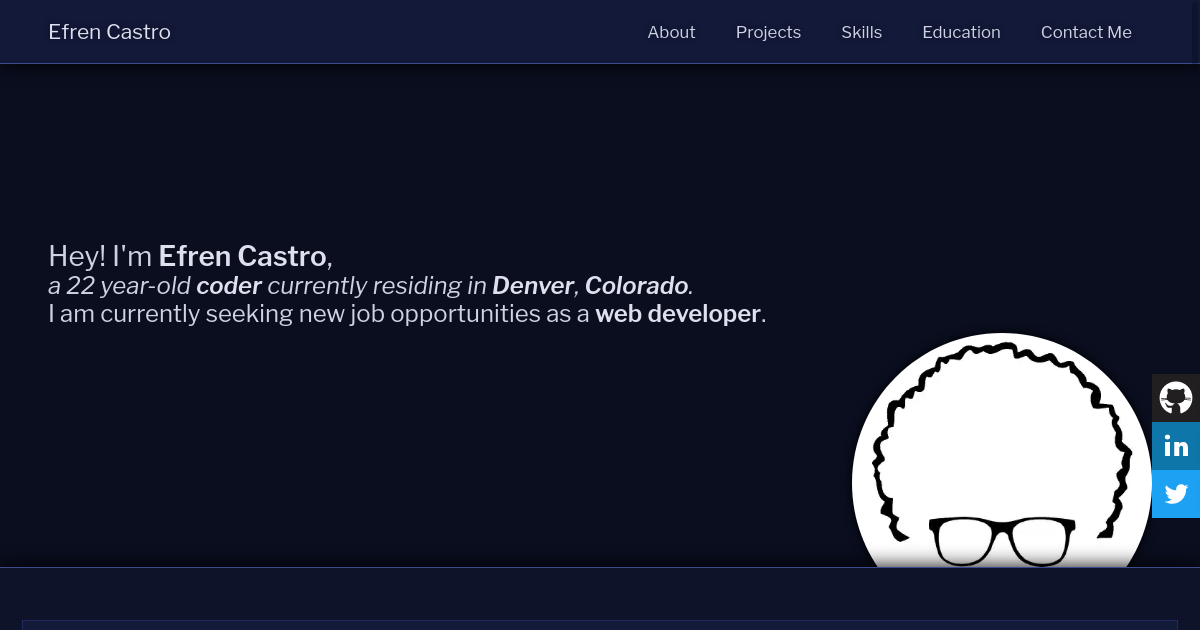 Efren Castro
About
Projects
Skills
Education
Contact Me
Hey! I'm Efren Castro,
a 22 year-old coder currently residing in Denver, Colorado.
I am currently seeking new job opportunities as a web developer.
in